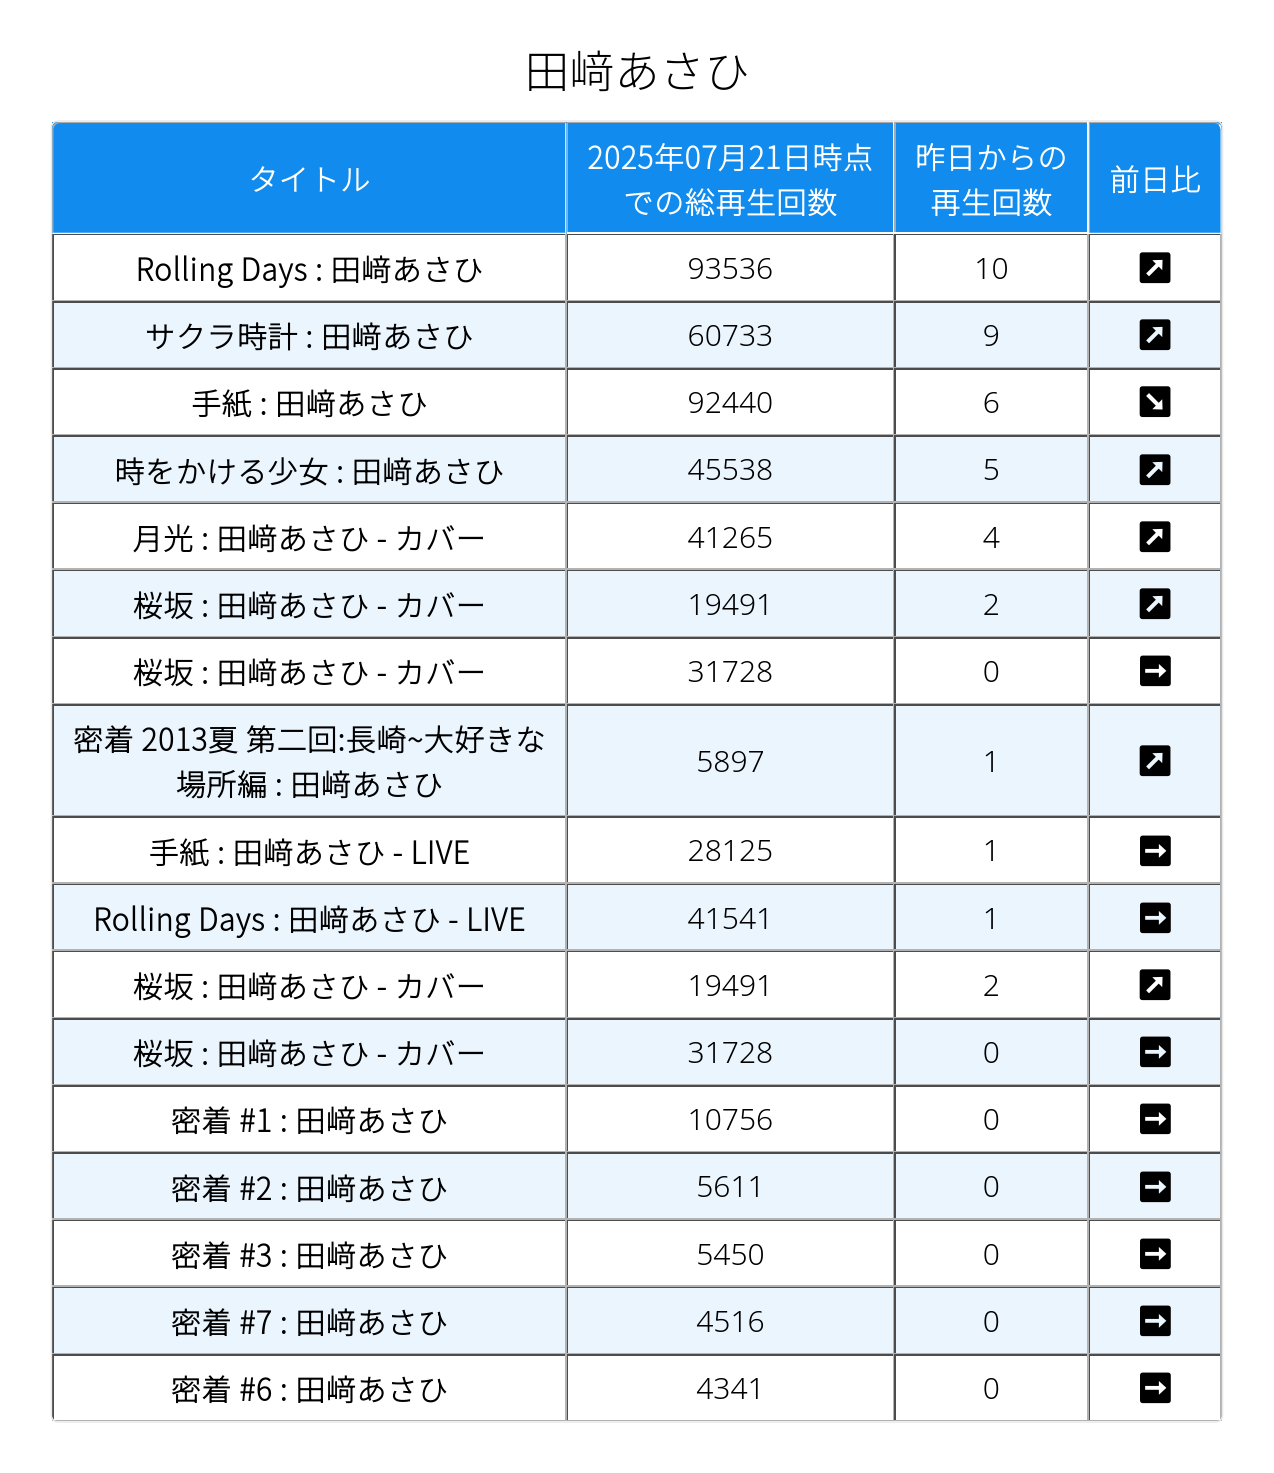 田﨑あさひ
タイトル
2025年07月21日時点
での総再生回数
昨日からの
再生回数
前日比
Rolling Days : 田﨑あさひ
93536
10
↗
サクラ時計 : 田﨑あさひ
60733
9
↗
手紙 : 田﨑あさひ
92440
6
↘
時をかける少女 : 田﨑あさひ
45538
5
↗
月光 : 田﨑あさひ - カバー
41265
4
↗
桜坂 : 田﨑あさひ - カバー
19491
2
↗
桜坂 : 田﨑あさひ - カバー
31728
0
→
密着 2013夏 第二回:長崎~大好きな
場所編 : 田﨑あさひ
5897
1
↗
手紙 : 田﨑あさひ - LIVE
28125
1
→
Rolling Days : 田﨑あさひ - LIVE
41541
1
→
桜坂 : 田﨑あさひ - カバー
19491
2
↗
桜坂 : 田﨑あさひ - カバー
31728
0
→
密着 #1 : 田﨑あさひ
10756
0
→
密着 #2 : 田﨑あさひ
5611
0
→
密着 #3 : 田﨑あさひ
5450
0
→
密着 #7 : 田﨑あさひ
4516
0
→
密着 #6 : 田﨑あさひ
4341
0
→